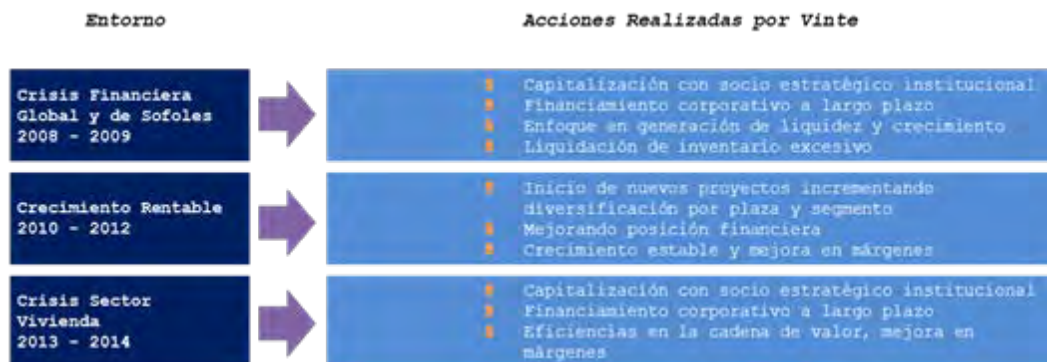 Entorno
Acciones Realizadas por Vinte
Crisis Financiera
Global y de Sofoles
2008 - 2009
Capitalización con socio estratégico institucional
Financiamiento corporativo a largo plazo
Enfoque en generación de liquidez y crecimiento
Liquidación de inventario excesivo
Crecimiento Rentable
2010 - 2012
Inicio de nuevos proyectos incrementando
diversificación por plaza y segmento
Mejorando posición financiera
Crecimiento estable y mejora en márgenes
Crisis Sector
Vivienda
2013 - 2014
Capitalización con socio estratégico institucional
Financiamiento corporativo a largo plazo
Eficiencias en la cadena de valor, mejora en
márgenes